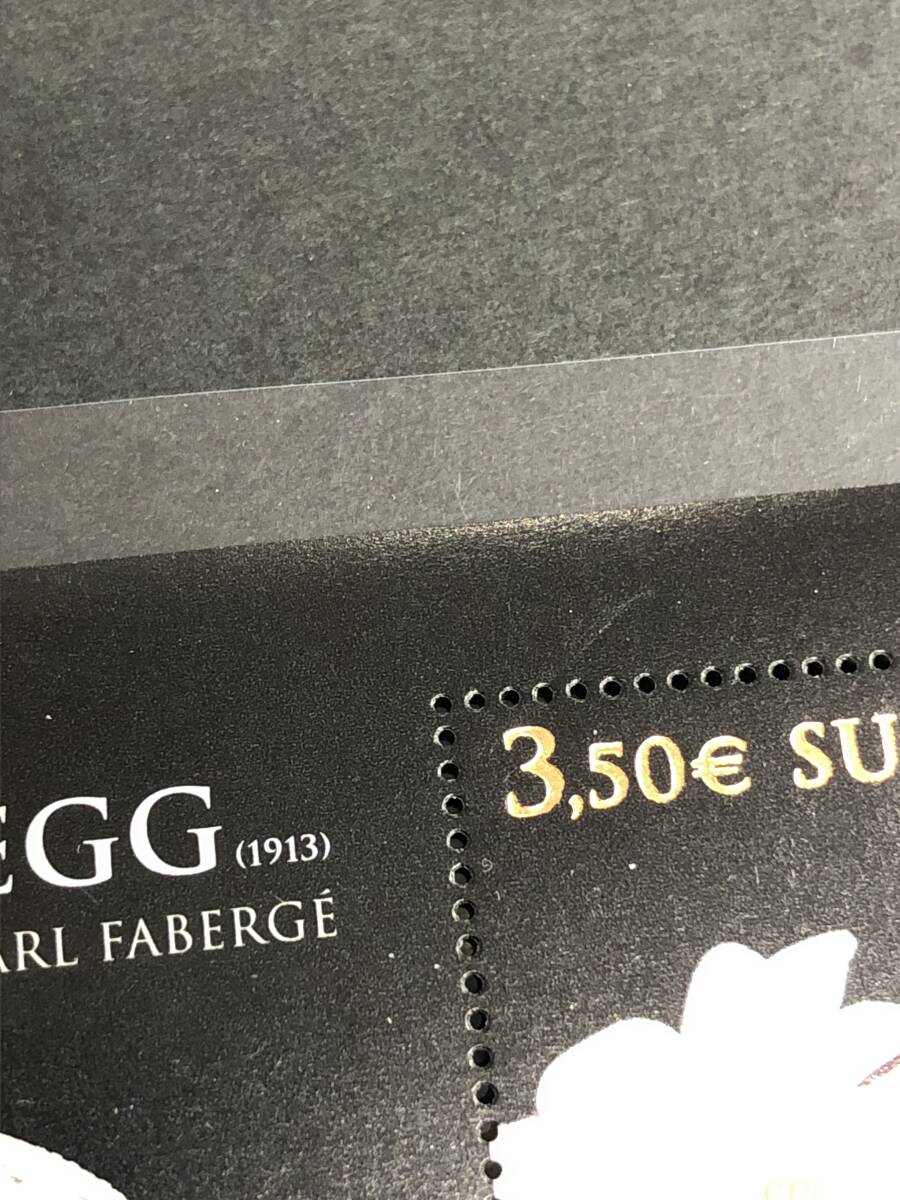 3,50€ SU
EGG (1913)
ARL FABERGÉ